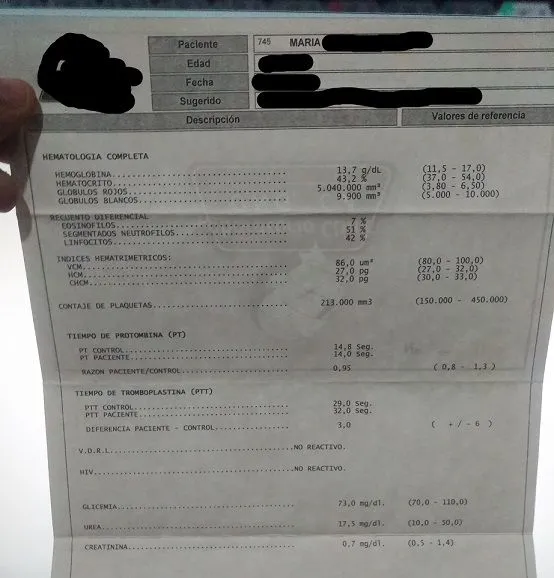 Paciente 745 MARIA
Edad
Fecha
Sugerido
Descripción Valores de referencia
HEMATOLOGIA COMPLETA
HEMOGLOBINA 13,7 g/dL (11,5 - 17,0)
HEMATOCRITO 43,2 % (37,0 - 54,0)
GLOBULOS ROJOS 5.040.000 mm³ (3,80 - 6,50)
GLOBULOS BLANCOS 9.900 mm³ (5.000 - 10.000)
RECUENTO DIFERENCIAL
EOSINOFILOS 7 %
SEGMENTADOS NEUTROFILOS 51 %
LINFOCITOS 42 %
INDICES HEMATRIMETRICOS:
VCM 86,0 um³ (80,0 - 100,0)
HCM 27,0 pg (27,0 - 32,0)
CHCM 32,0 pg (30,0 - 33,0)
CONTAJE DE PLAQUETAS 213.000 mm3 (150.000 - 450.000)
TIEMPO DE PROTOMBINA (PT)
PT CONTROL 14,8 Seg.
PT PACIENTE 14,0 Seg.
RAZON PACIENTE/CONTROL 0,95 ( 0,8 - 1,3 )
TIEMPO DE TROMBOPLASTINA (PTT)
PTT CONTROL 29,0 Seg.
PTT PACIENTE 32,0 Seg.
DIFERENCIA PACIENTE - CONTROL 3,0 ( + / - 6 )
V.D.R.L NO REACTIVO.
HIV NO REACTIVO.
GLICEMIA 73,0 mg/dl. (70,0 - 110,0)
UREA 17,5 mg/dl. (10,0 - 50,0)
CREATININA 0,7 mg/dl. (0,5 - 1,4)